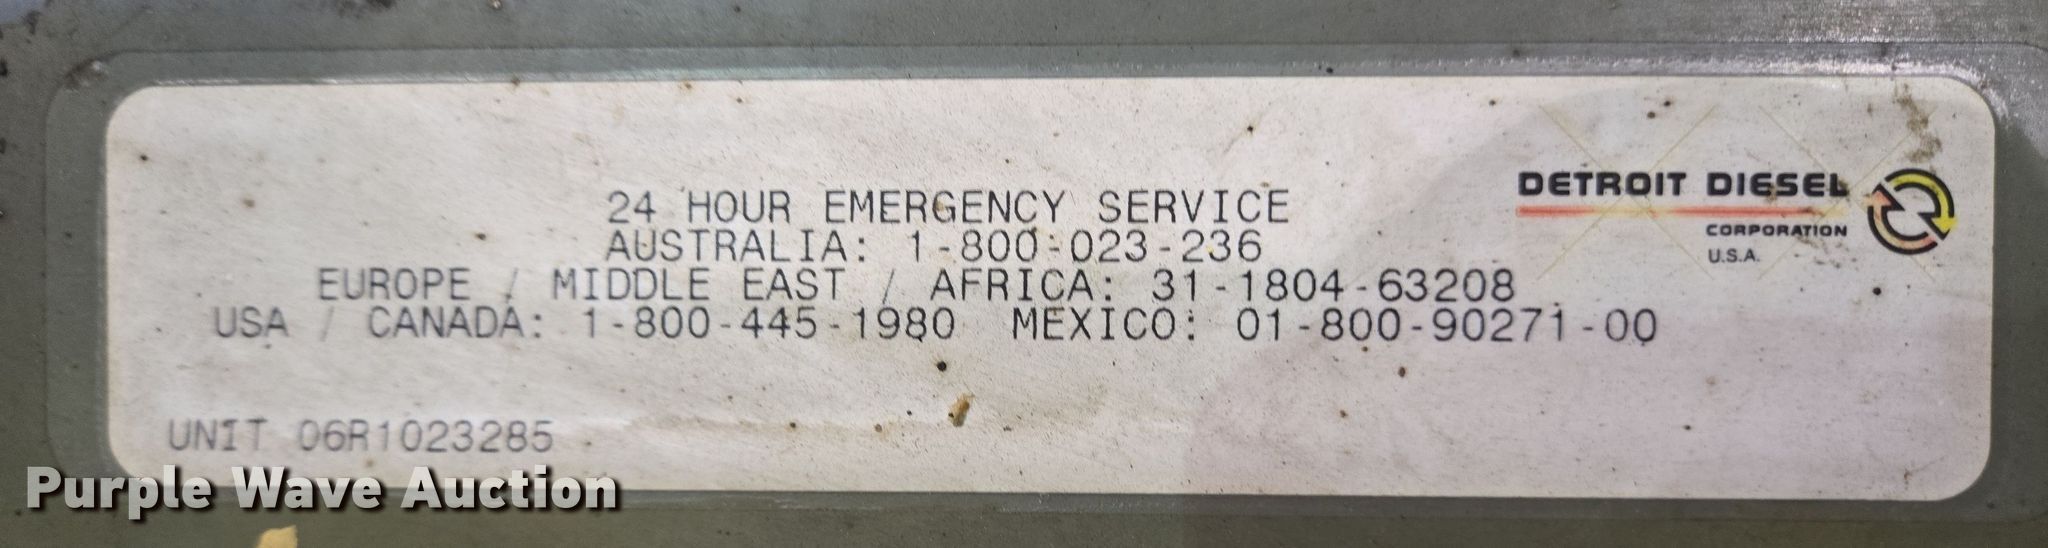 24 HOUR EMERGENCY SERVICE
AUSTRALIA: 1-800-023-236
EUROPE / MIDDLE EAST / AFRICA: 31-1804-63208
USA / CANADA: 1-800-445-1980 MEXICO: 01-800-90271-00
DETROIT DIESEL
CORPORATION
U.S.A.
UNIT 06R1023285
Purple Wave Auction